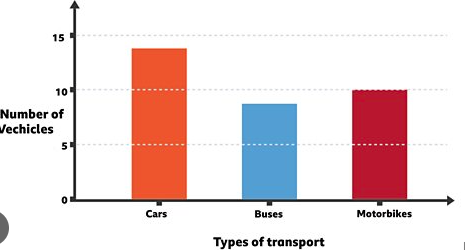 15
10
Number of
Vechicles
5
0
Cars Buses Motorbikes
Types of transport